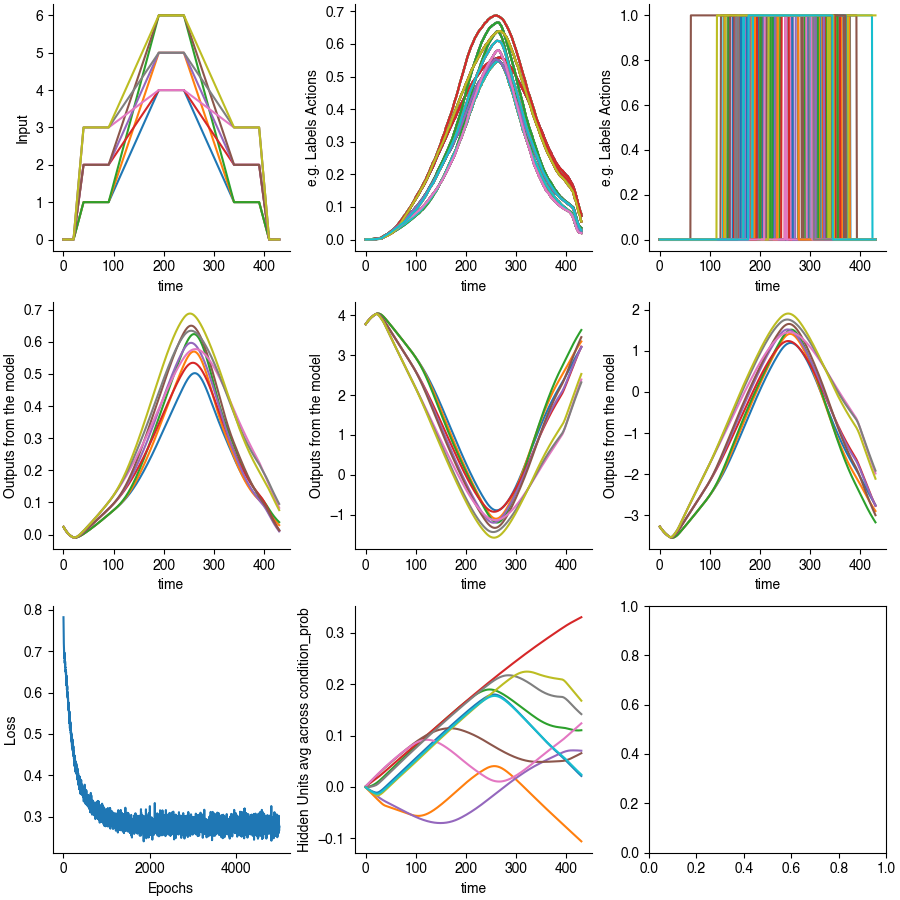 6
5
4
3
2
1
0
Input
0 100 200 300 400
time
0.7
0.6
0.5
0.4
0.3
0.2
0.1
0.0
e.g. Labels Actions
0 100 200 300 400
time
1.0
0.8
0.6
0.4
0.2
0.0
e.g. Labels Actions
0 100 200 300 400
time
0.7
0.6
0.5
0.4
0.3
0.2
0.1
0.0
Outputs from the model
0 100 200 300 400
time
4
3
2
1
0
−1
Outputs from the model
0 100 200 300 400
time
2
1
0
−1
−2
−3
Outputs from the model
0 100 200 300 400
time
0.8
0.7
0.6
0.5
0.4
0.3
Loss
0 2000 4000
Epochs
0.3
0.2
0.1
0.0
−0.1
Hidden Units avg across condition_prob
0 100 200 300 400
time
1.0
0.8
0.6
0.4
0.2
0.0
0.0 0.2 0.4 0.6 0.8 1.0